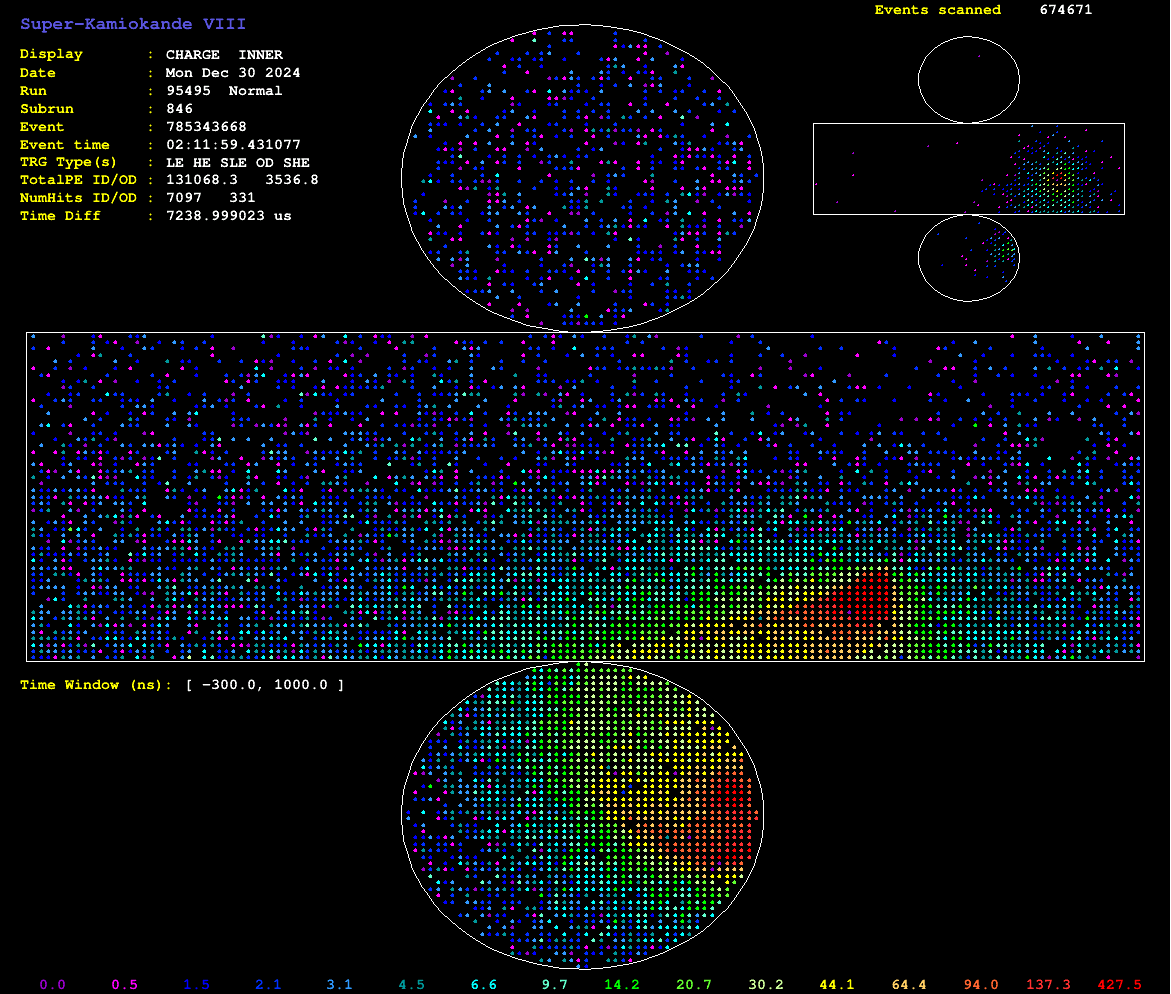 Super-Kamiokande VIII
Events scanned 674671
Display : CHARGE INNER
Date : Mon Dec 30 2024
Run : 95495 Normal
Subrun : 846
Event : 785343668
Event time : 02:11:59.431077
TRG Type(s) : LE HE SLE OD SHE
TotalPE ID/OD : 131068.3 3536.8
NumHits ID/OD : 7097 331
Time Diff : 7238.999023 us
Time Window (ns): [ −300.0, 1000.0 ]
0.0 0.5 1.5 2.1 3.1 4.5 6.6 9.7 14.2 20.7 30.2 44.1 64.4 94.0 137.3 427.5